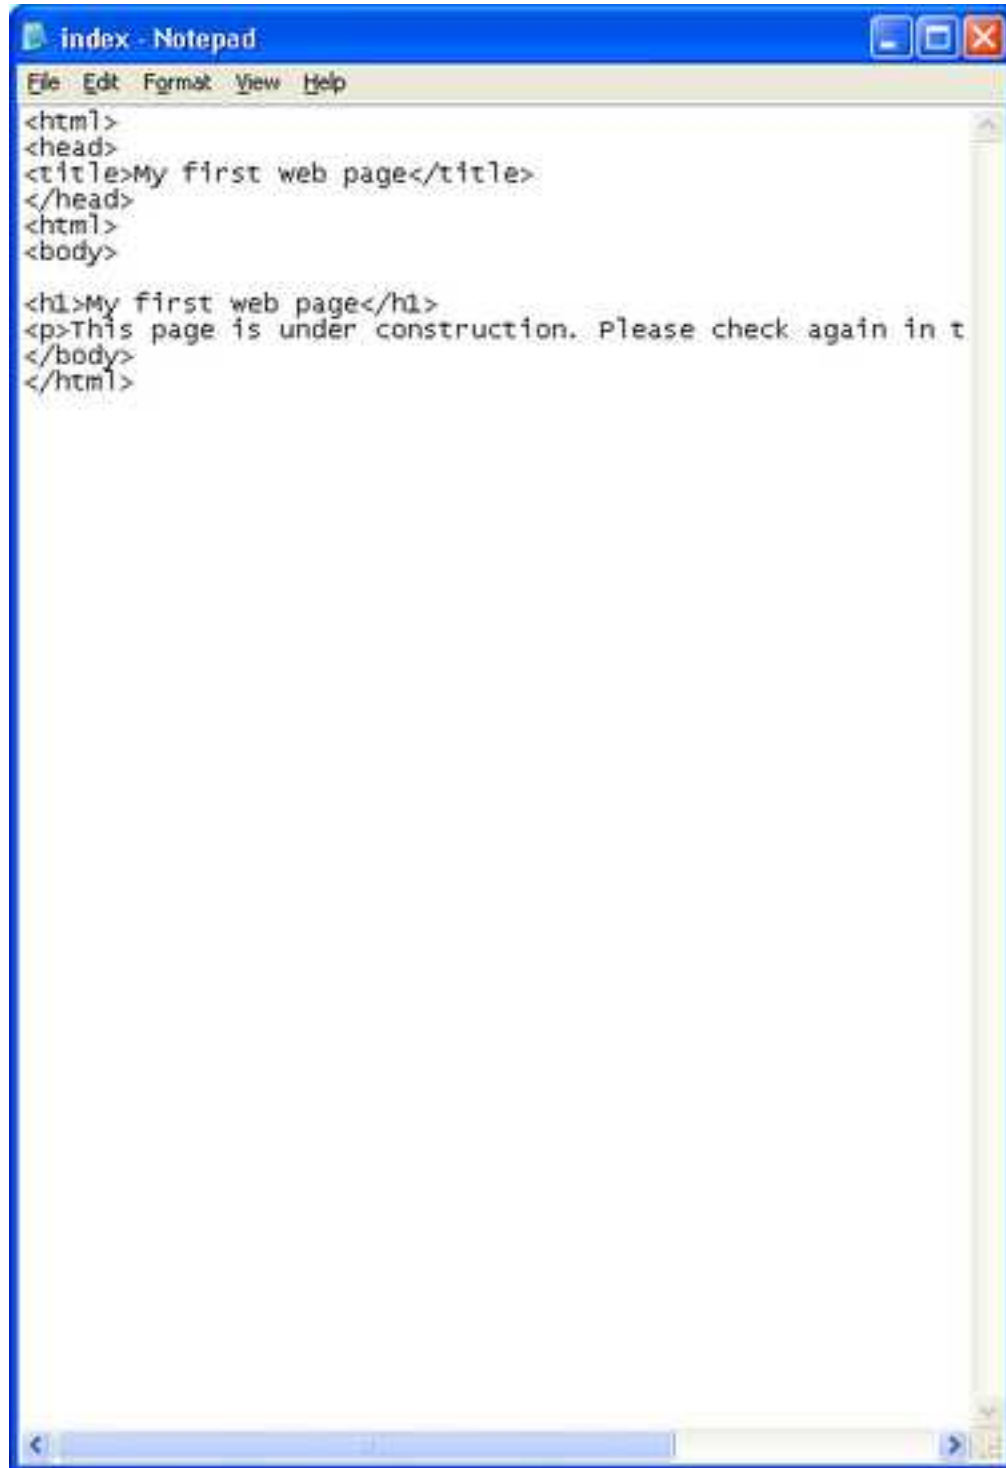 index - Notepad
File Edit Format View Help
<html>
<head>
<title>My first web page</title>
</head>
<html>
<body>

<h1>My first web page</h1>
<p>This page is under construction. Please check again in t
</body>
</html>